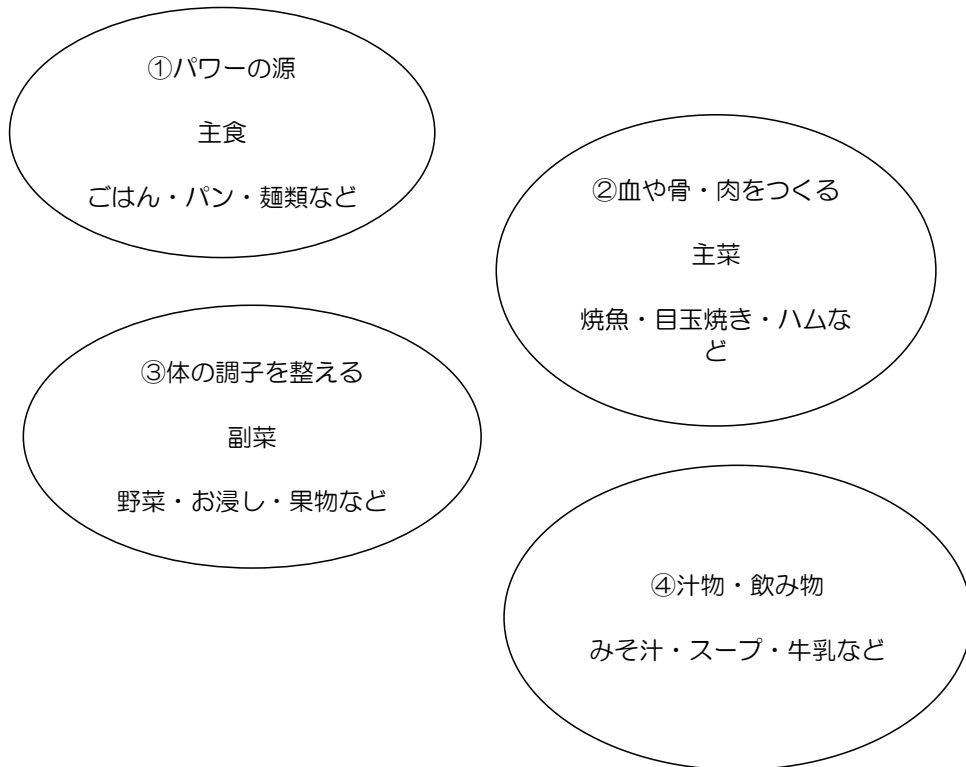 ①パワーの源
主食
ごはん・パン・麺類など
②血や骨・肉をつくる
主菜
焼魚・目玉焼き・ハムな
ど
③体の調子を整える
副菜
野菜・お浸し・果物など
④汁物・飲み物
みそ汁・スープ・牛乳など